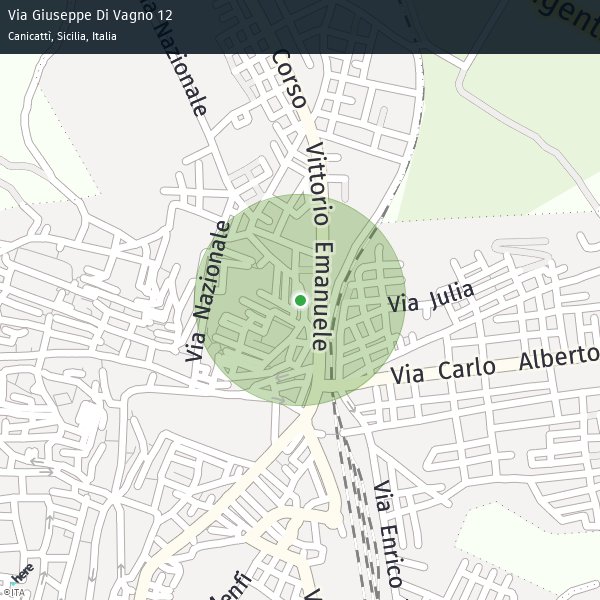 Via Giuseppe Di Vagno 12
Canicattì, Sicilia, Italia
Via Nazionale
Corso Vittorio Emanuele
Via Nazionale
Via Julia
Via Carlo Alberto
Via Enrico
here
©ITA